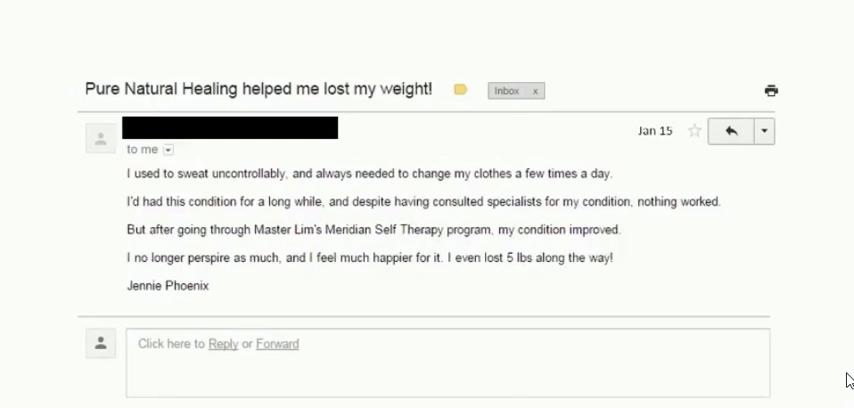 Pure Natural Healing helped me lost my weight!
Inbox x
Jan 15
to me
I used to sweat uncontrollably, and always needed to change my clothes a few times a day.
I'd had this condition for a long while, and despite having consulted specialists for my condition, nothing worked.
But after going through Master Lim's Meridian Self Therapy program, my condition improved.
I no longer perspire as much, and I feel much happier for it. I even lost 5 lbs along the way!
Jennie Phoenix
Click here to Reply or Forward